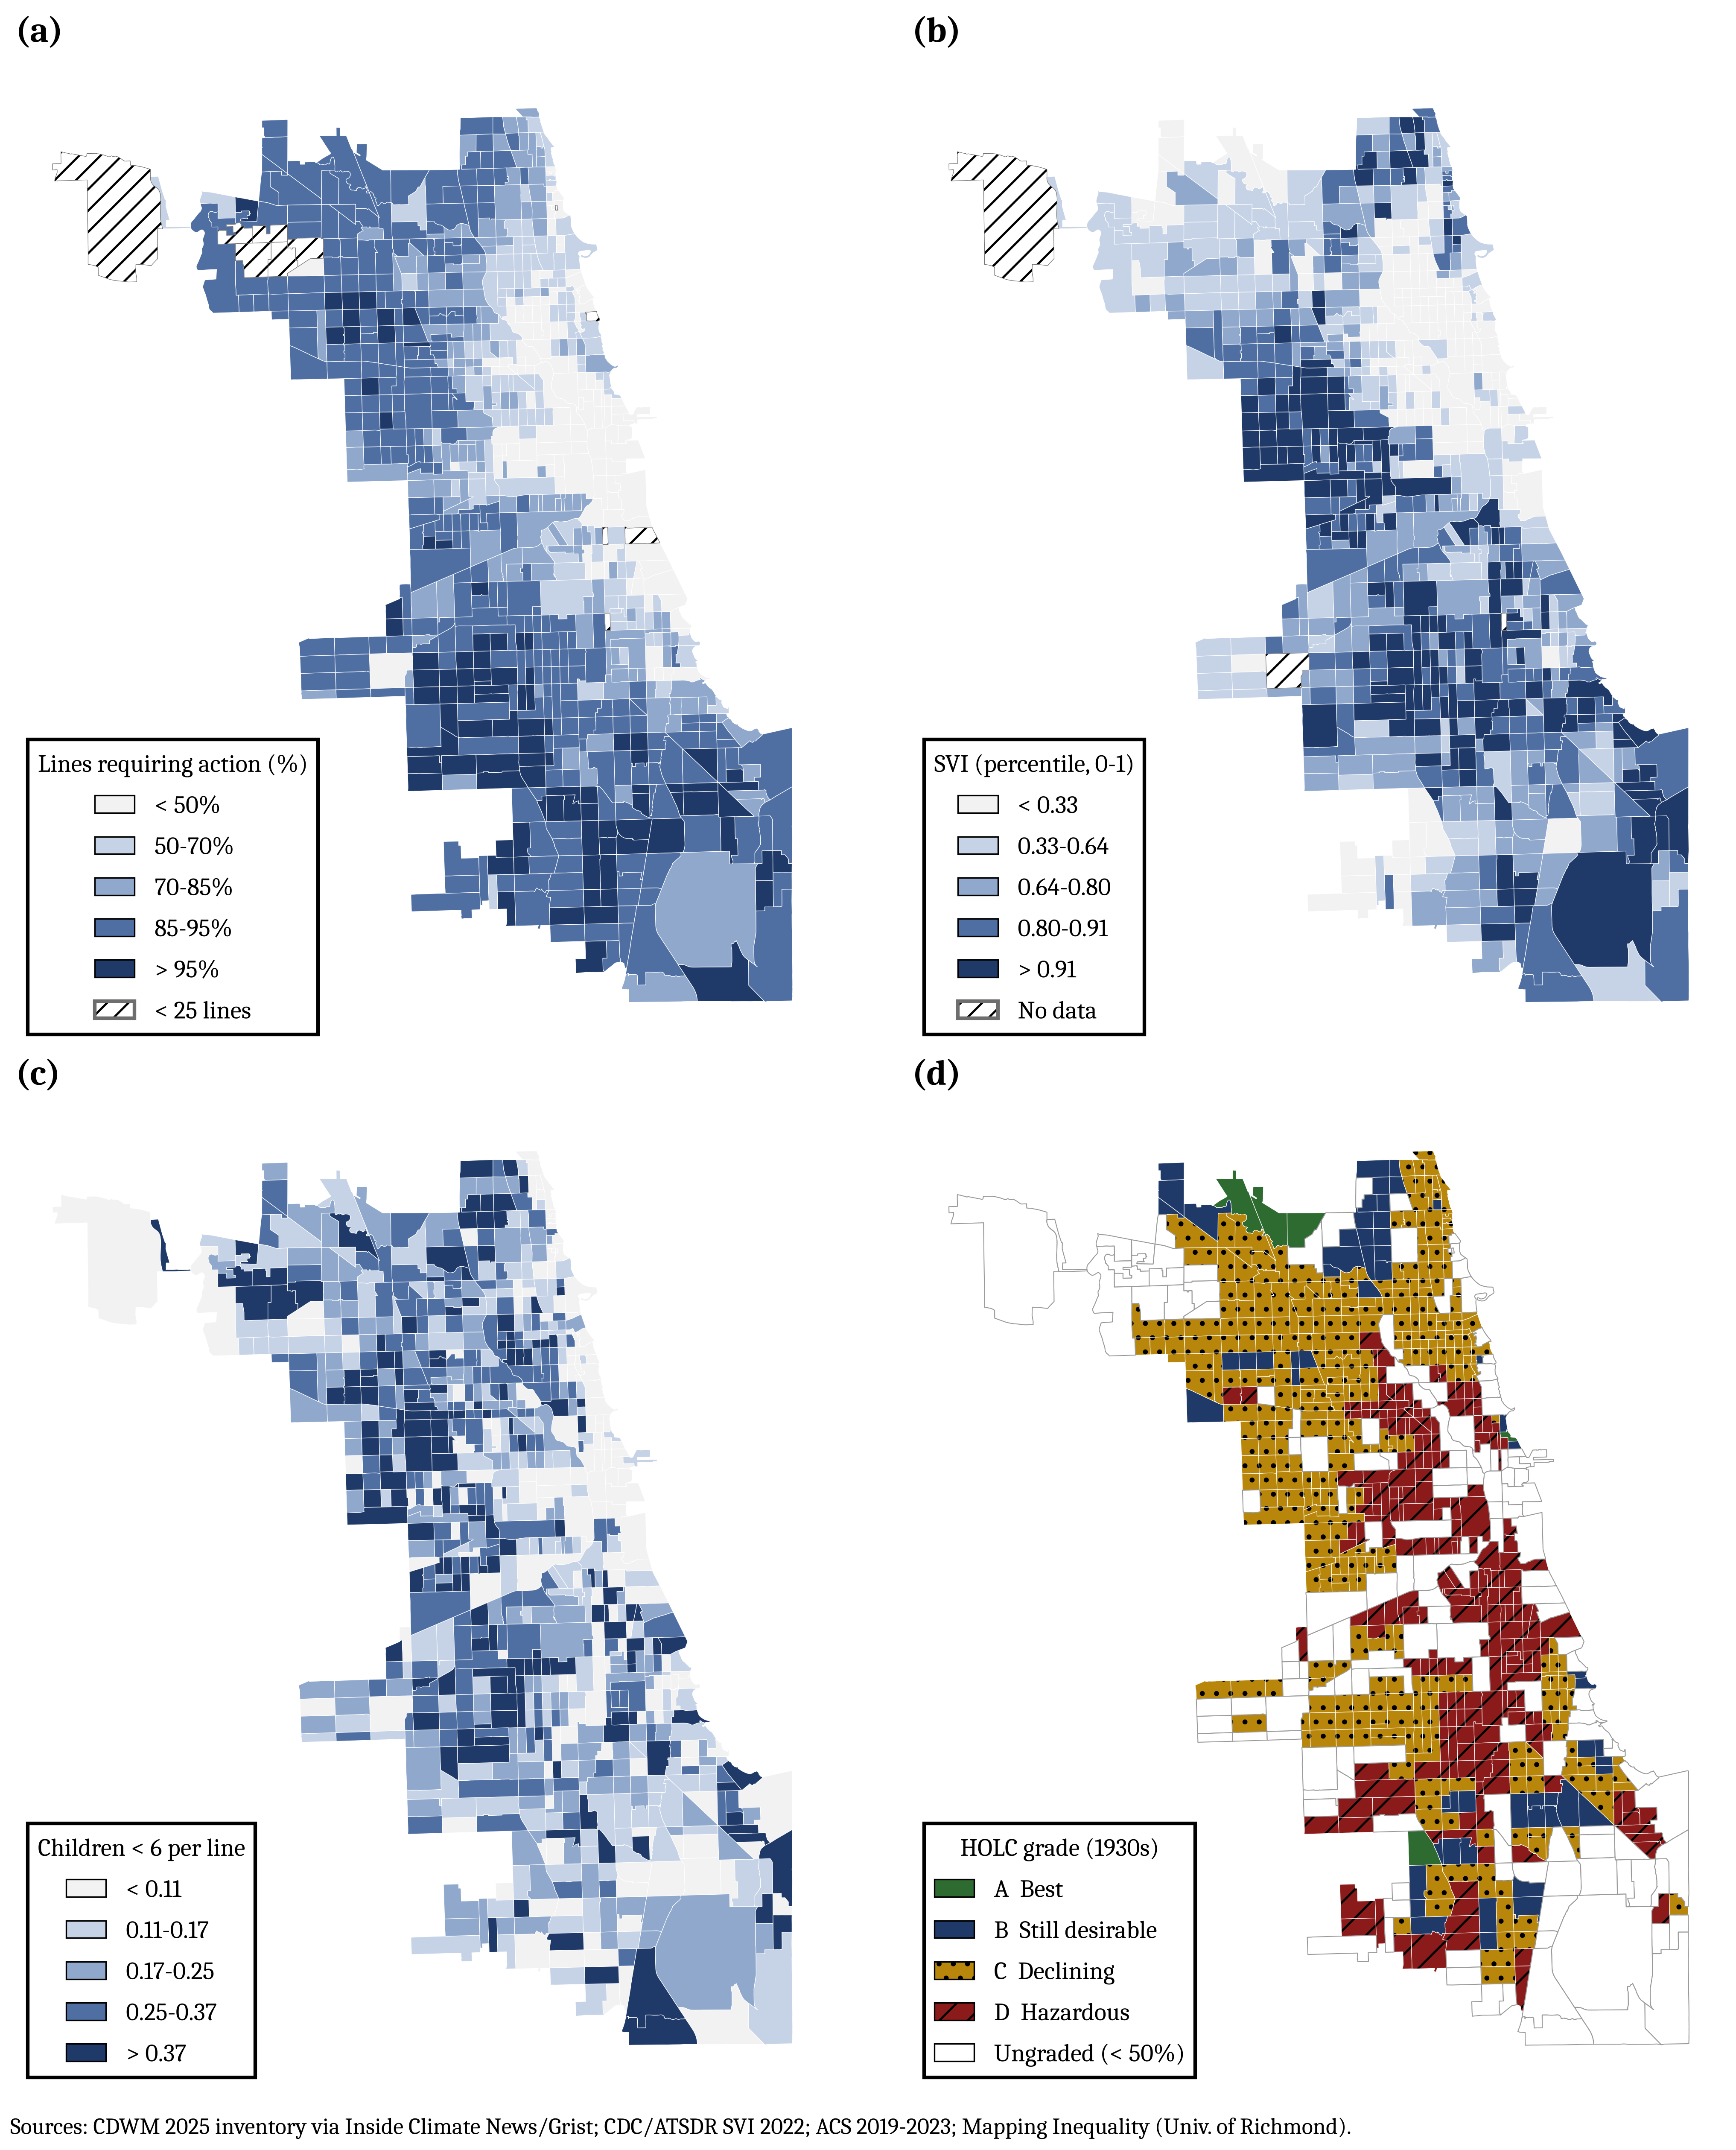 (a)
(b)
Lines requiring action (%)
< 50%
50-70%
70-85%
85-95%
> 95%
< 25 lines
SVI (percentile, 0-1)
< 0.33
0.33-0.64
0.64-0.80
0.80-0.91
> 0.91
No data
(c)
(d)
Children < 6 per line
< 0.11
0.11-0.17
0.17-0.25
0.25-0.37
> 0.37
HOLC grade (1930s)
A Best
B Still desirable
C Declining
D Hazardous
Ungraded (< 50%)
Sources: CDWM 2025 inventory via Inside Climate News/Grist; CDC/ATSDR SVI 2022; ACS 2019-2023; Mapping Inequality (Univ. of Richmond).